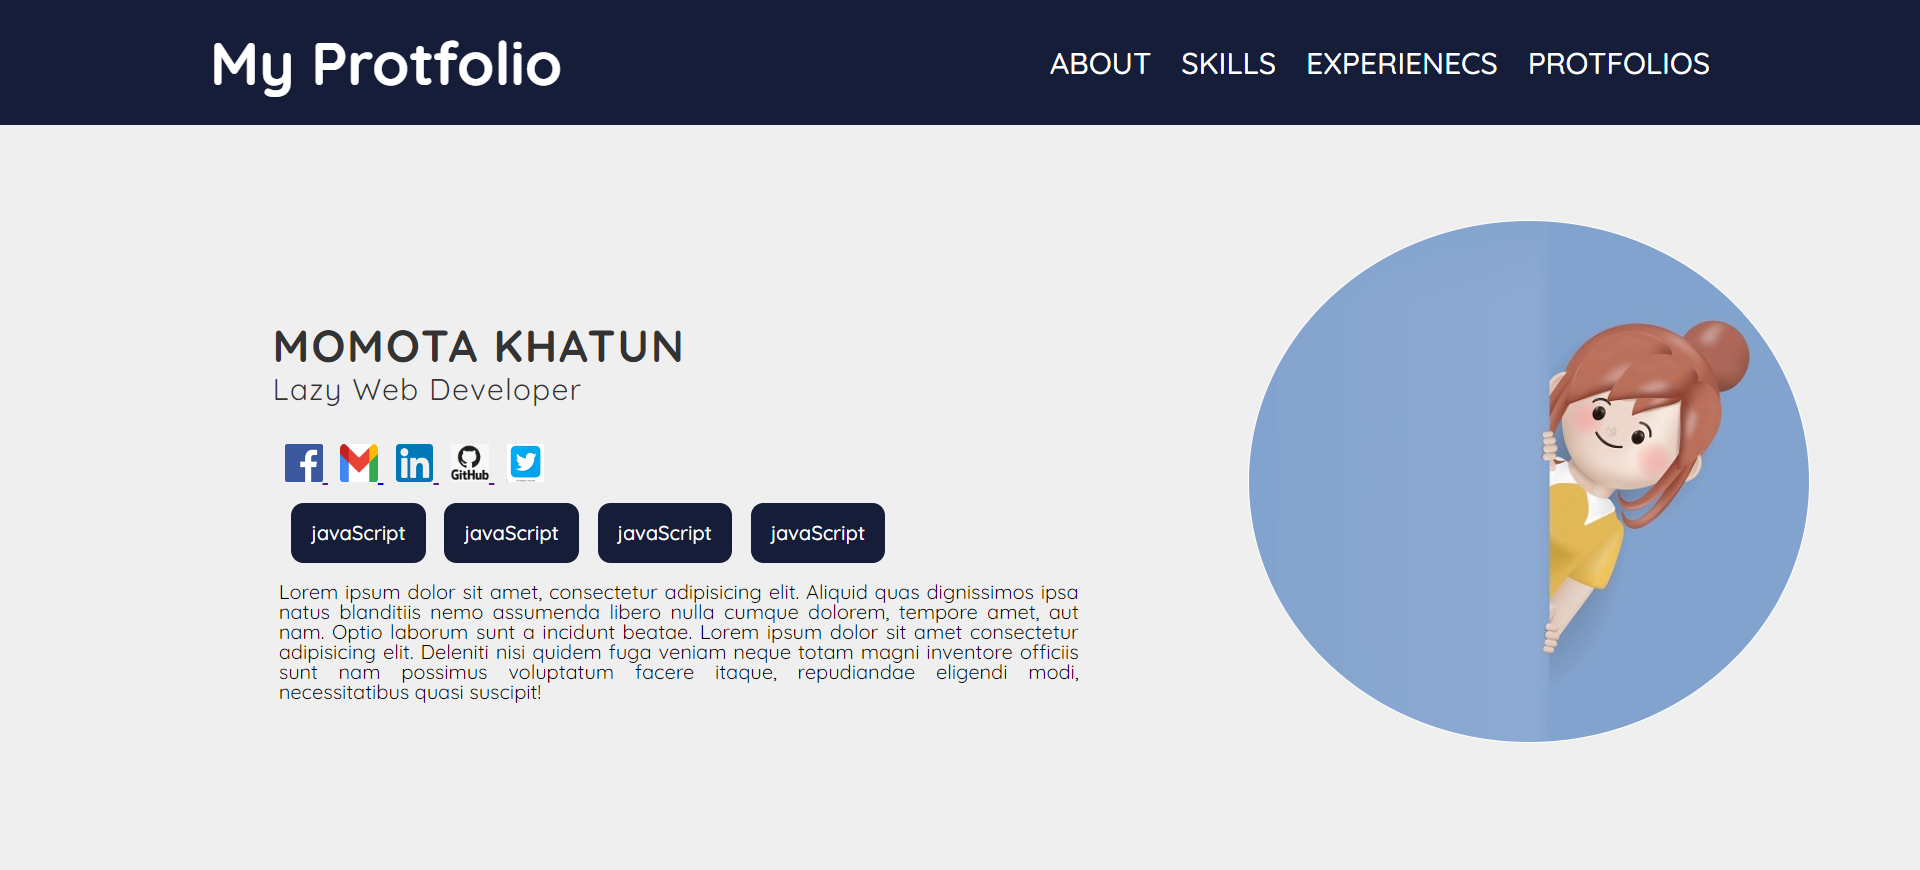 My Protfolio
ABOUT SKILLS EXPERIENECS PROTFOLIOS
MOMOTA KHATUN
Lazy Web Developer
GitHub
javaScript javaScript javaScript javaScript
Lorem ipsum dolor sit amet, consectetur adipisicing elit. Aliquid quas dignissimos ipsa
natus blanditiis nemo assumenda libero nulla cumque dolorem, tempore amet, aut
nam. Optio laborum sunt a incidunt beatae. Lorem ipsum dolor sit amet consectetur
adipisicing elit. Deleniti nisi quidem fuga veniam neque totam magni inventore officiis
sunt nam possimus voluptatum facere itaque, repudiandae eligendi modi,
necessitatibus quasi suscipit!